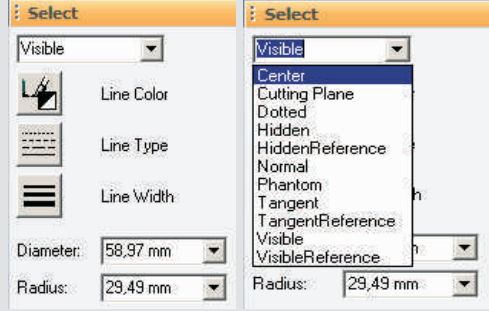 Select
Visible
Line Color
Line Type
Line Width
Diameter: 58,97 mm
Radius: 29,49 mm
Select
Visible
Center
Cutting Plane
Dotted
Hidden
HiddenReference
Normal
Phantom
Tangent
TangentReference
Visible
VisibleReference
Radius: 29,49 mm